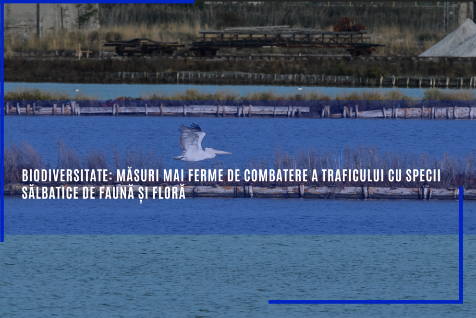 BIODIVERSITATE: MĂSURI MAI FERME DE COMBATERE A TRAFICULUI CU SPECII
SĂLBATICE DE FAUNĂ ȘI FLORĂ